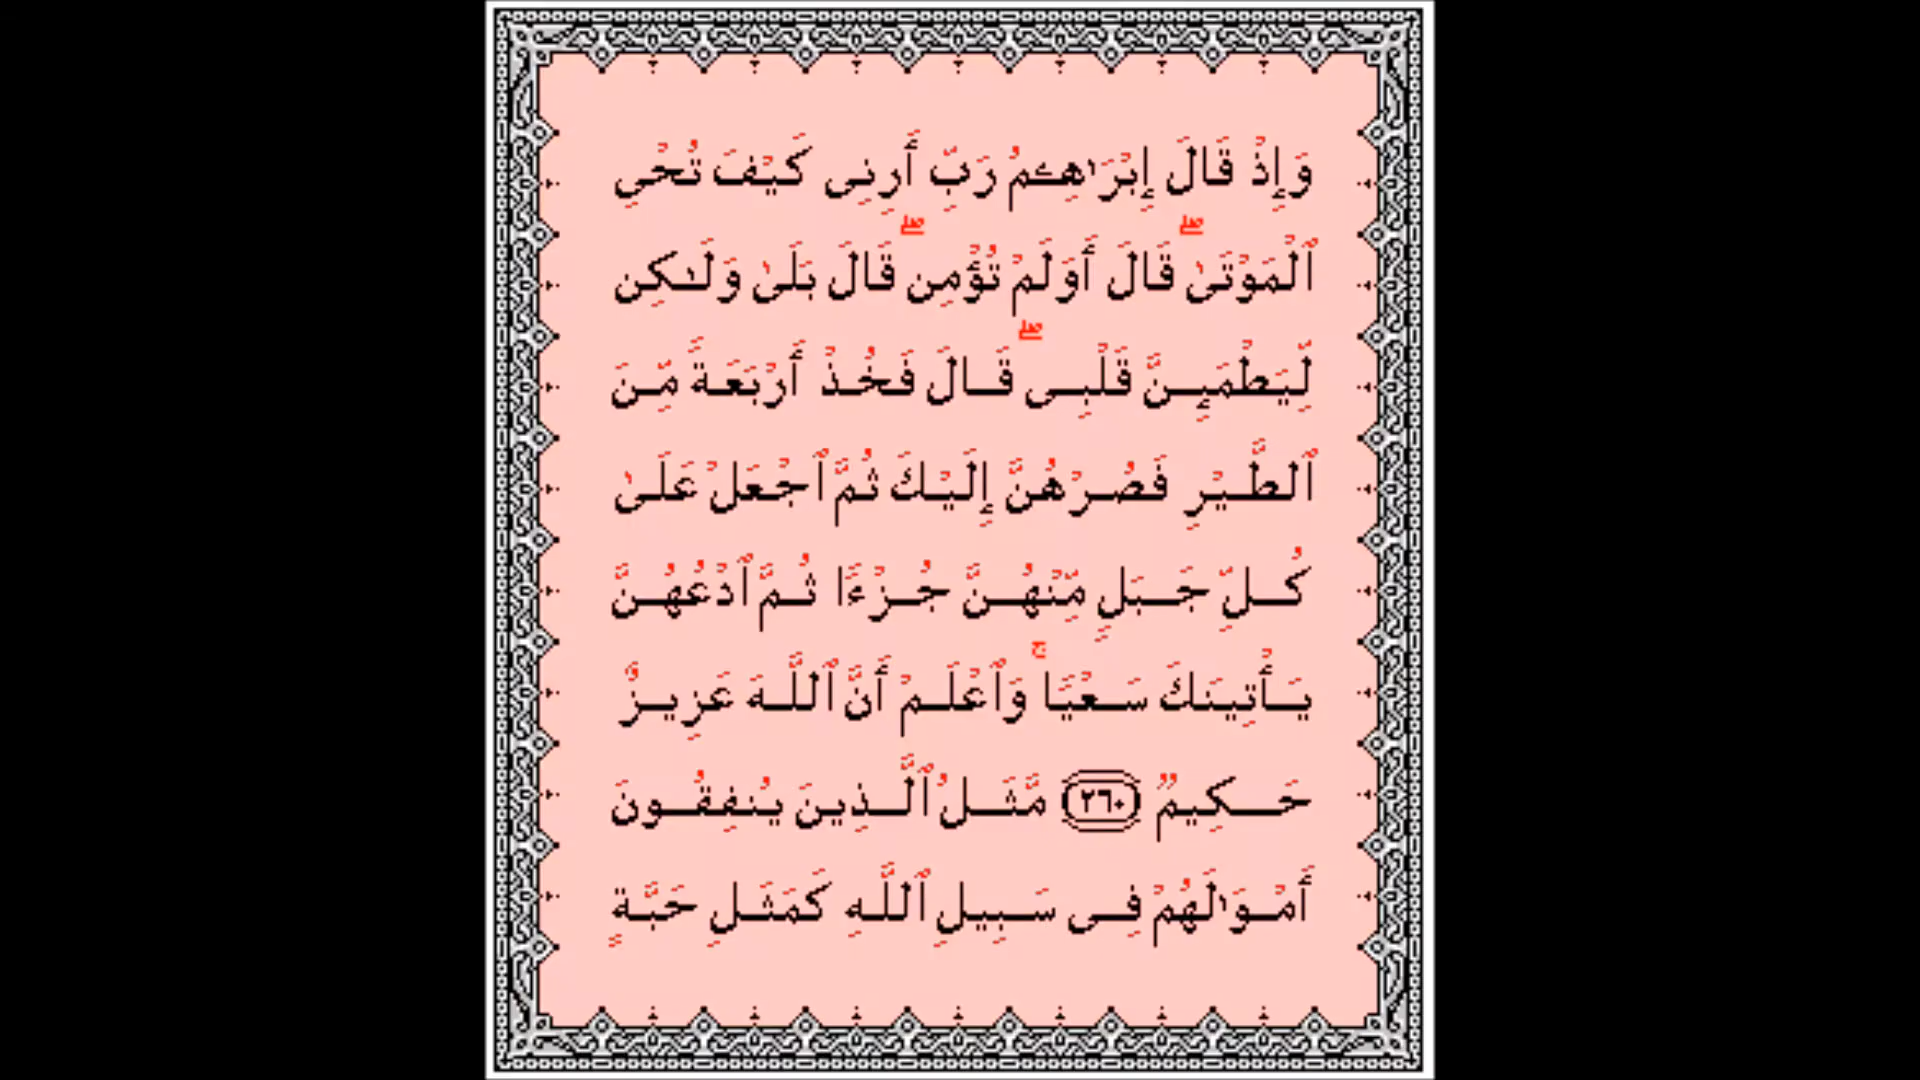 وَإِذْ قَالَ إِبْرَٰهِـۧمُ رَبِّ أَرِنِى كَيْفَ تُحْىِ
ٱلْمَوْتَىٰ ۖ قَالَ أَوَلَمْ تُؤْمِن ۖ قَالَ بَلَىٰ وَلَـٰكِن
لِّيَطْمَئِنَّ قَلْبِى ۖ قَالَ فَخُذْ أَرْبَعَةً مِّنَ
ٱلطَّيْرِ فَصُرْهُنَّ إِلَيْكَ ثُمَّ ٱجْعَلْ عَلَىٰ
كُلِّ جَبَلٍ مِّنْهُنَّ جُزْءًا ثُمَّ ٱدْعُهُنَّ
يَأْتِينَكَ سَعْيًا ۚ وَٱعْلَمْ أَنَّ ٱللَّهَ عَزِيزٌ
حَكِيمٌ ٢٦٠ مَّثَلُ ٱلَّذِينَ يُنفِقُونَ
أَمْوَٰلَهُمْ فِى سَبِيلِ ٱللَّهِ كَمَثَلِ حَبَّةٍ